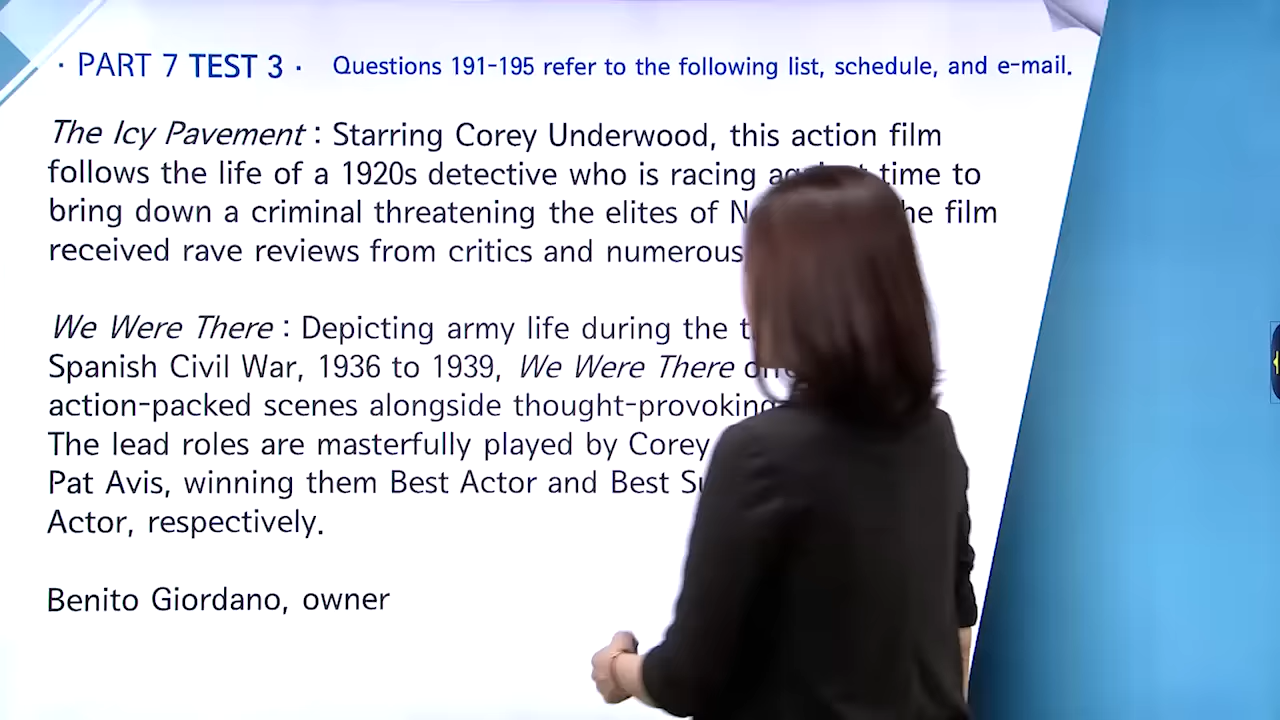 · PART 7 TEST 3 · Questions 191-195 refer to the following list, schedule, and e-mail.
The Icy Pavement : Starring Corey Underwood, this action film
follows the life of a 1920s detective who is racing against time to
bring down a criminal threatening the elites of he film
received rave reviews from critics and numerous
We Were There : Depicting army life during the
Spanish Civil War, 1936 to 1939, We Were There
action-packed scenes alongside thought-provoking
The lead roles are masterfully played by Corey
Pat Avis, winning them Best Actor and Best
Actor, respectively.
Benito Giordano, owner